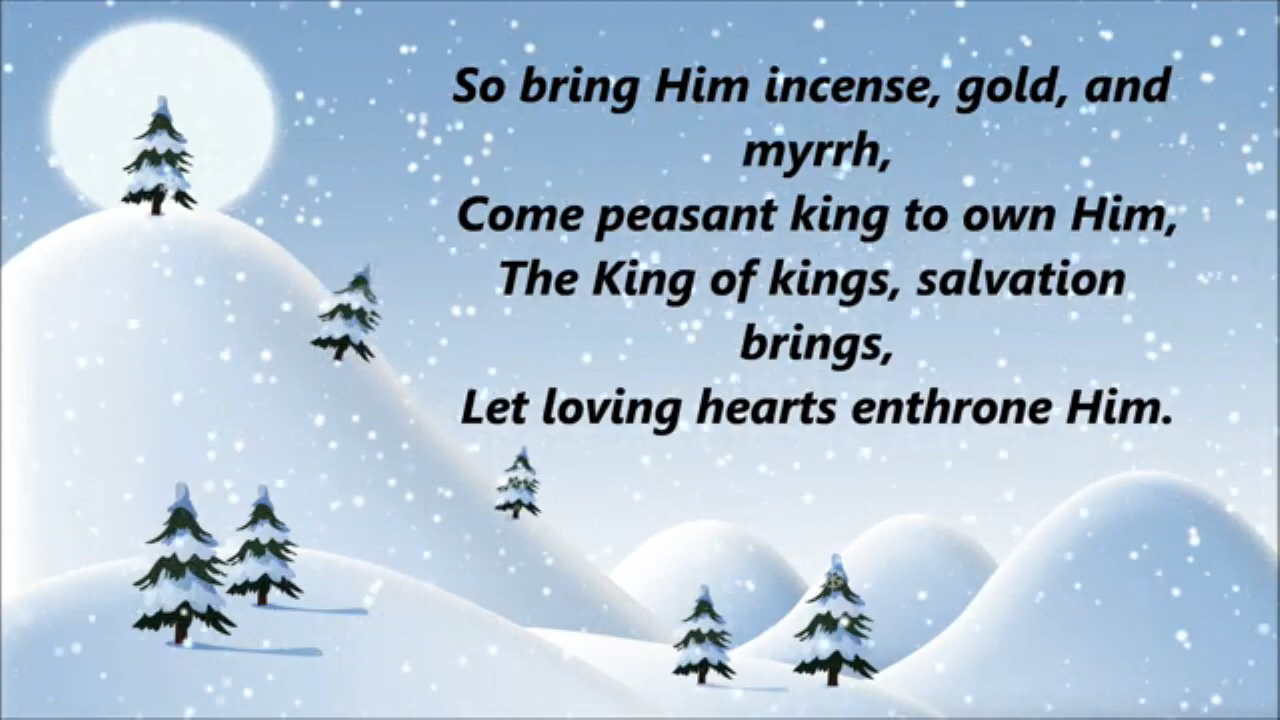 So bring Him incense, gold, and
myrrh,
Come peasant king to own Him,
The King of kings, salvation
brings,
Let loving hearts enthrone Him.